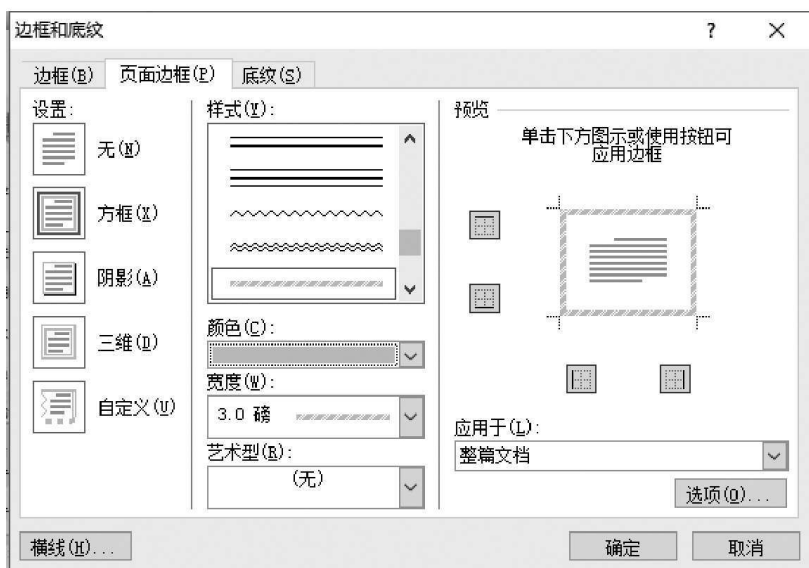 边框和底纹
? ×
边框(B) 页面边框(P) 底纹(S)
设置:
无(N)
方框(X)
阴影(A)
三维(D)
自定义(U)
样式(Y):
颜色(C):
宽度(W):
3.0 磅
艺术型(R):
(无)
预览
单击下方图示或使用按钮可
应用边框
应用于(L):
整篇文档
选项(O)...
横线(H)...
确定
取消